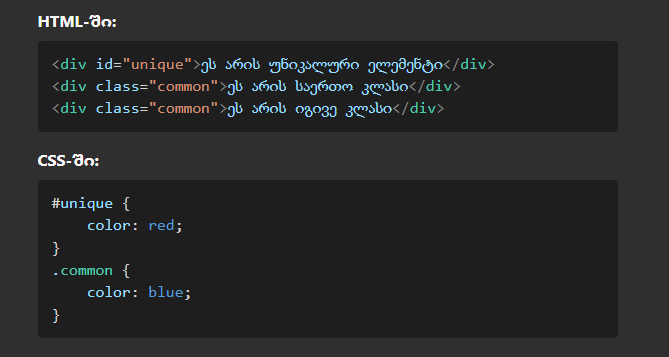 HTML-ში:
<div id="unique">ეს არის უნიკალური ელემენტი</div>
<div class="common">ეს არის საერთო კლასი</div>
<div class="common">ეს არის იგივე კლასი</div>
CSS-ში:
#unique {
    color: red;
}
.common {
    color: blue;
}